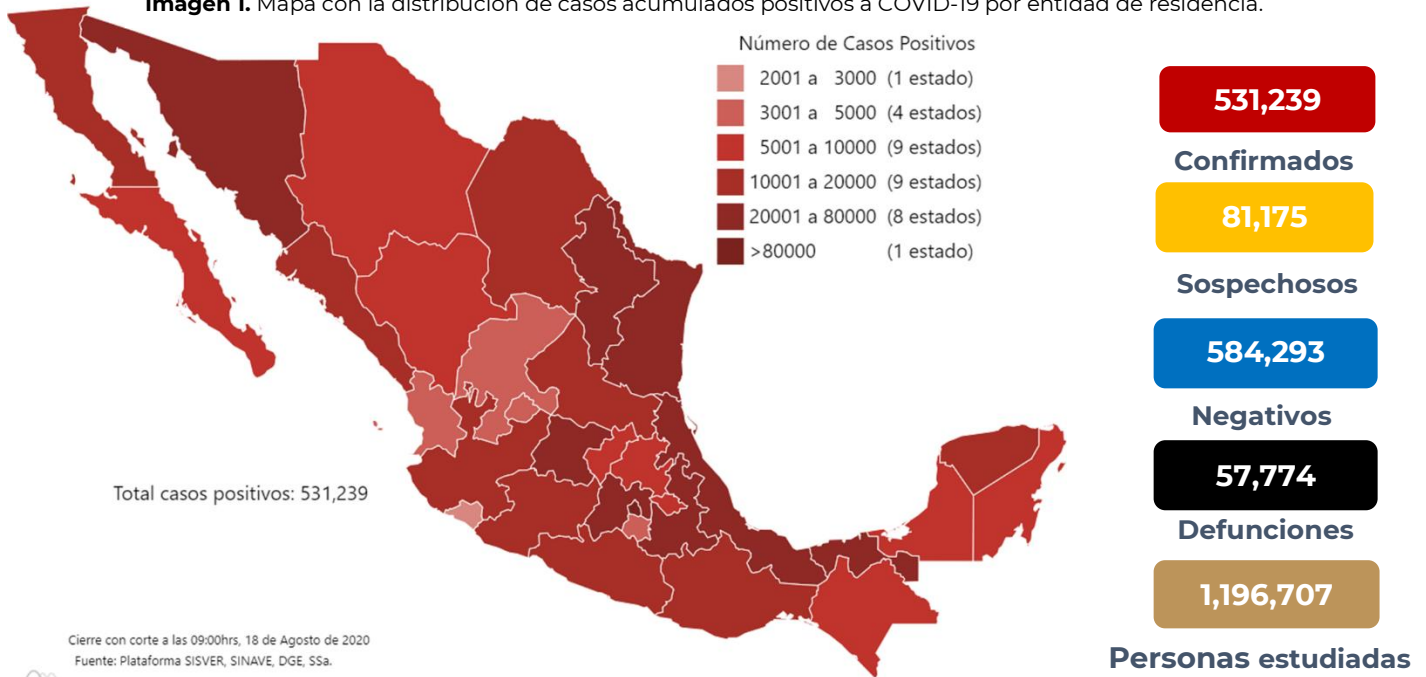 Imagen 1. Mapa con la distribución de casos acumulados positivos a COVID-19 por entidad de residencia.
Número de Casos Positivos
2001 a 3000 (1 estado)
3001 a 5000 (4 estados)
5001 a 10000 (9 estados)
10001 a 20000 (9 estados)
20001 a 80000 (8 estados)
>80000 (1 estado)
Total casos positivos: 531,239
Cierre con corte a las 09:00hrs, 18 de Agosto de 2020
Fuente: Plataforma SISVER, SINAVE, DGE, SSa.
531,239
Confirmados
81,175
Sospechosos
584,293
Negativos
57,774
Defunciones
1,196,707
Personas estudiadas